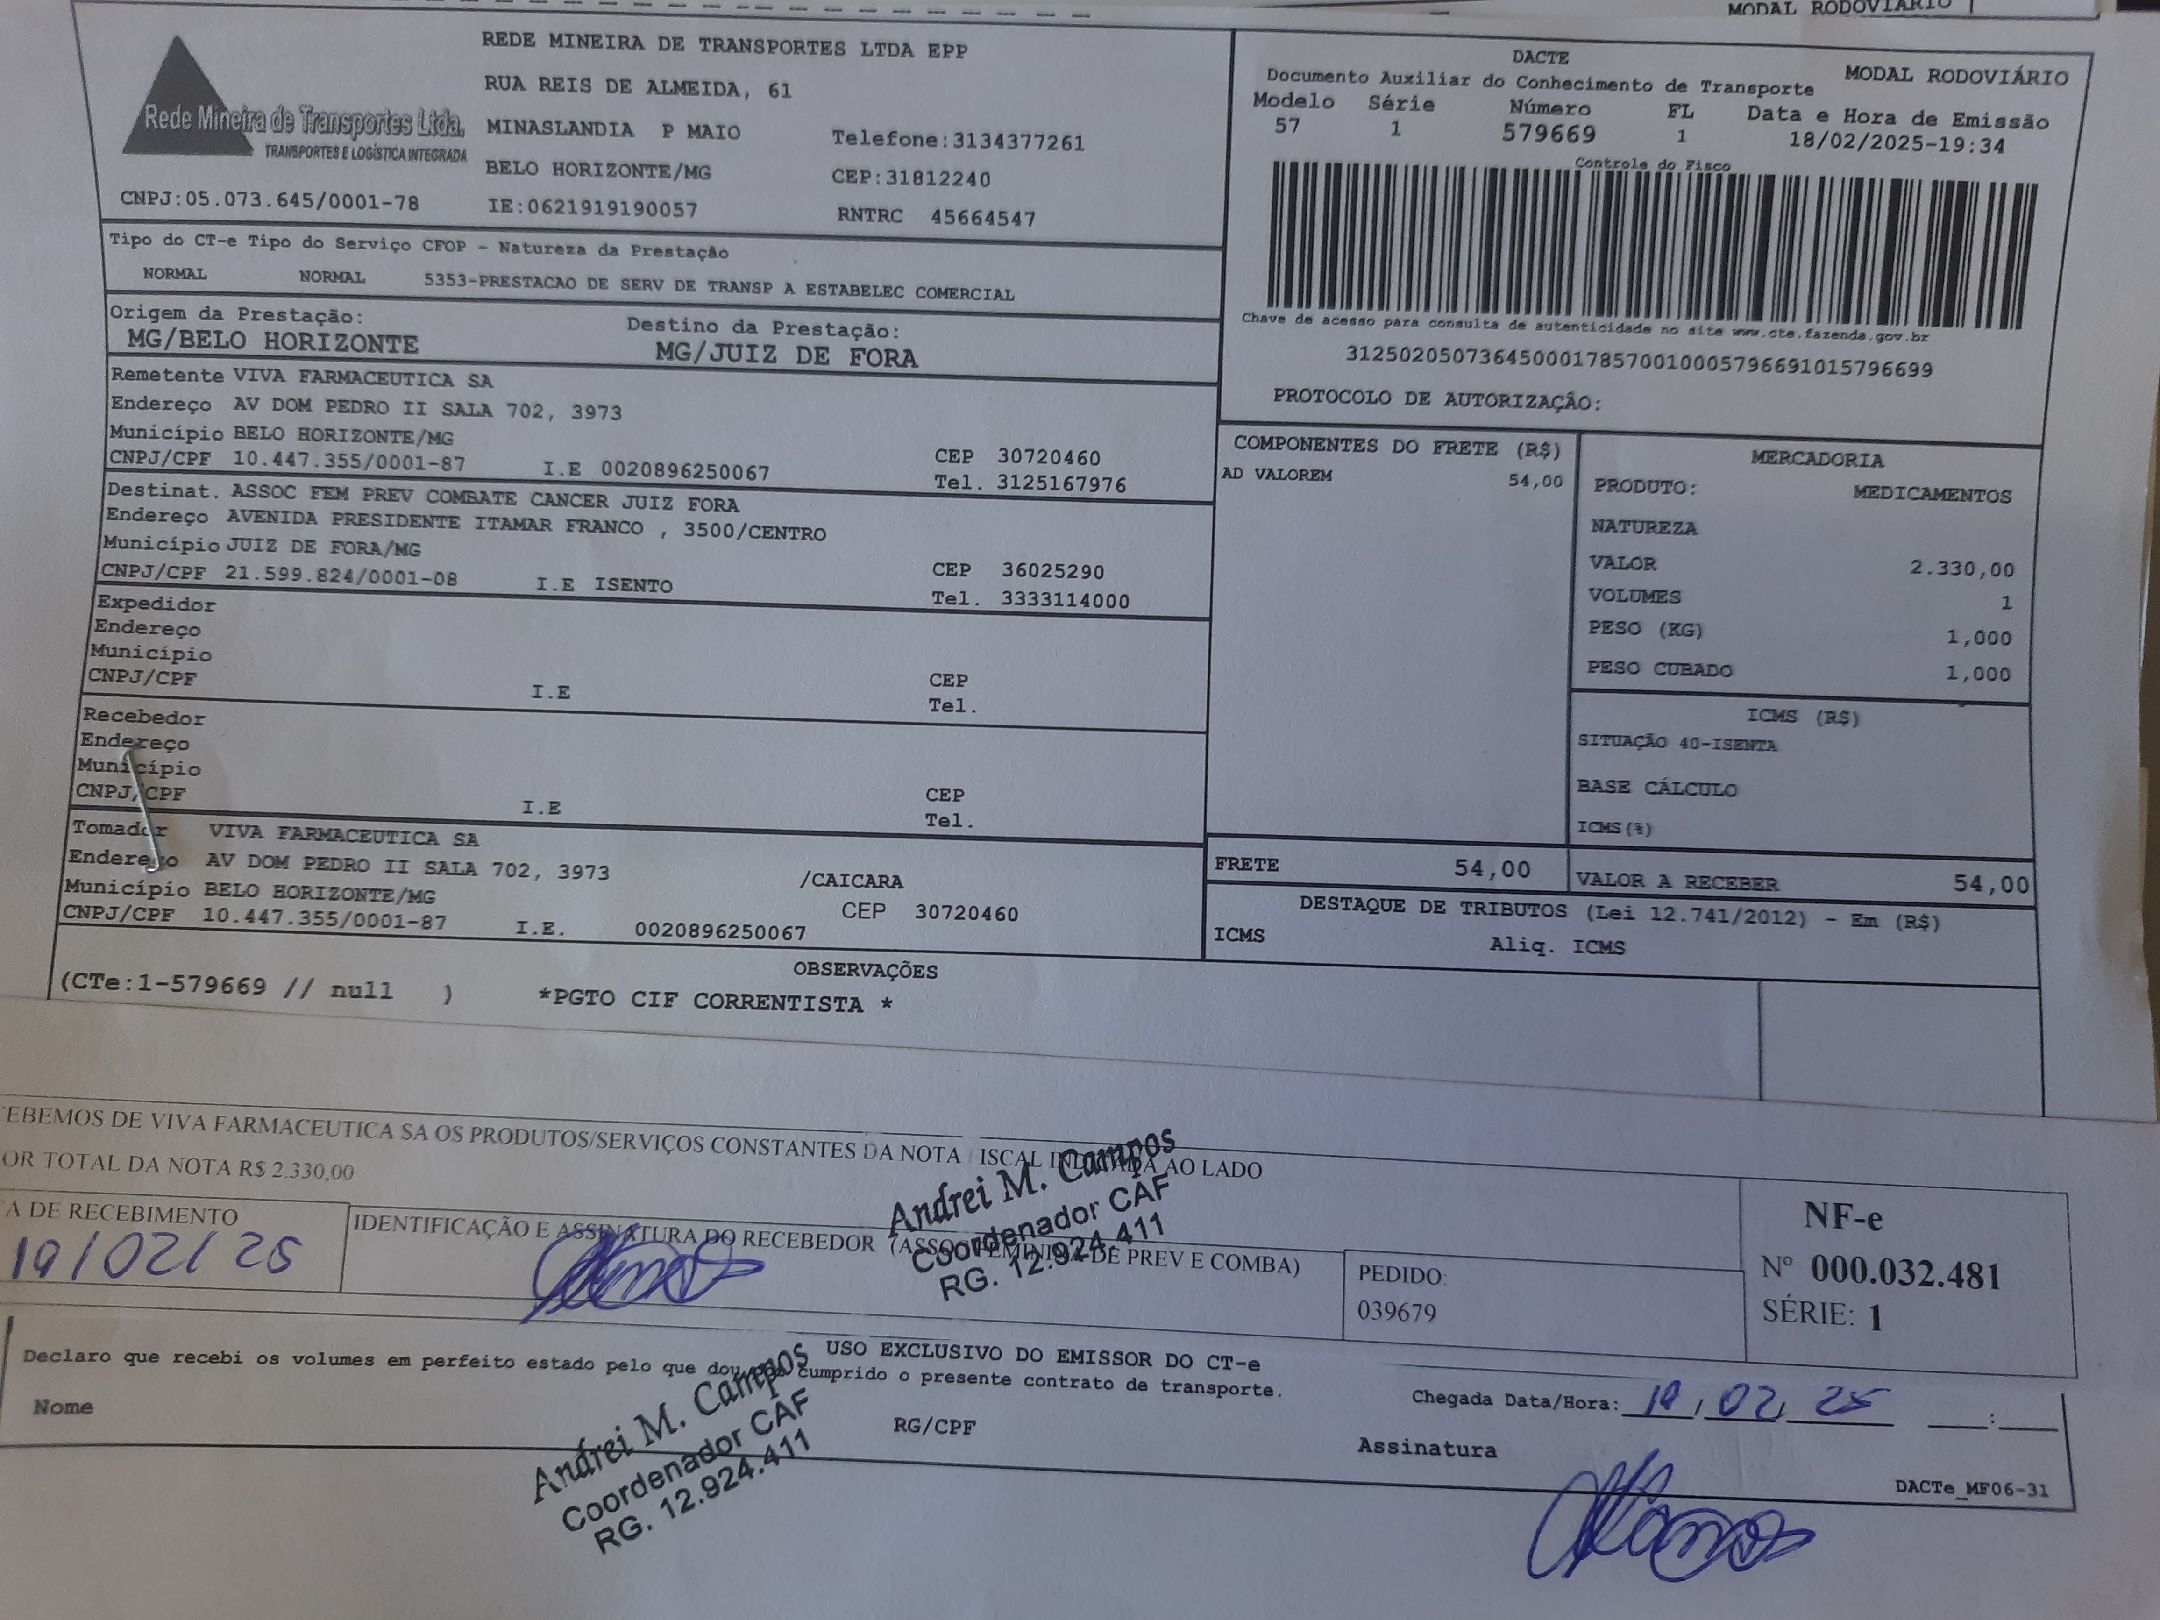 MODAL RODOVIÁRIO
Rede Mineira de Transportes Ltda.
TRANSPORTES E LOGÍSTICA INTEGRADA
CNPJ:05.073.645/0001-78
REDE MINEIRA DE TRANSPORTES LTDA EPP
RUA REIS DE ALMEIDA, 61
MINASLANDIA P MAIO Telefone:3134377261
BELO HORIZONTE/MG CEP:31812240
IE:0621919190057 RNTRC 45664547
DACTE MODAL RODOVIÁRIO
Documento Auxiliar do Conhecimento de Transporte
Modelo Série Número FL Data e Hora de Emissão
57 1 579669 1 18/02/2025-19:34
Controle do Fisco
Chave de acesso para consulta de autenticidade no site www.cte.fazenda.gov.br
31250205073645000178570010005796691015796699
PROTOCOLO DE AUTORIZAÇÃO:
Tipo do CT-e Tipo do Serviço CFOP - Natureza da Prestação
NORMAL NORMAL 5353-PRESTACAO DE SERV DE TRANSP A ESTABELEC COMERCIAL
Origem da Prestação: Destino da Prestação:
MG/BELO HORIZONTE MG/JUIZ DE FORA
Remetente VIVA FARMACEUTICA SA
Endereço AV DOM PEDRO II SALA 702, 3973
Município BELO HORIZONTE/MG CEP 30720460
CNPJ/CPF 10.447.355/0001-87 I.E 0020896250067 Tel. 3125167976
Destinat. ASSOC FEM PREV COMBATE CANCER JUIZ FORA
Endereço AVENIDA PRESIDENTE ITAMAR FRANCO , 3500/CENTRO
Município JUIZ DE FORA/MG CEP 36025290
CNPJ/CPF 21.599.824/0001-08 I.E ISENTO Tel. 3333114000
Expedidor
Endereço
Município CEP
CNPJ/CPF I.E Tel.
Recebedor
Endereço
Município CEP
CNPJ/CPF I.E Tel.
Tomador VIVA FARMACEUTICA SA
Endereço AV DOM PEDRO II SALA 702, 3973 /CAICARA
Município BELO HORIZONTE/MG CEP 30720460
CNPJ/CPF 10.447.355/0001-87 I.E. 0020896250067
COMPONENTES DO FRETE (R$)
AD VALOREM 54,00
MERCADORIA
PRODUTO: MEDICAMENTOS
NATUREZA
VALOR 2.330,00
VOLUMES 1
PESO (KG) 1,000
PESO CUBADO 1,000
ICMS (R$)
SITUAÇÃO 40-ISENTA
BASE CÁLCULO
ICMS(%)
FRETE 54,00 VALOR A RECEBER 54,00
DESTAQUE DE TRIBUTOS (Lei 12.741/2012) - Em (R$)
ICMS Aliq. ICMS
OBSERVAÇÕES
(CTe:1-579669 // null ) *PGTO CIF CORRENTISTA *
EBEMOS DE VIVA FARMACEUTICA SA OS PRODUTOS/SERVIÇOS CONSTANTES DA NOTA ISCAL INDICADA AO LADO
OR TOTAL DA NOTA R$ 2.330,00
A DE RECEBIMENTO
19/02/25
IDENTIFICAÇÃO E ASSINATURA DO RECEBEDOR (ASSOC FEMININA DE PREV E COMBA)
Andrei M. Campos
Coordenador CAF
RG. 12.924.411
PEDIDO:
039679
NF-e
Nº 000.032.481
SÉRIE: 1
USO EXCLUSIVO DO EMISSOR DO CT-e
Declaro que recebi os volumes em perfeito estado pelo que dou por cumprido o presente contrato de transporte.
Nome RG/CPF
Chegada Data/Hora: 19/02/25 :
Assinatura
Andrei M. Campos
Coordenador CAF
RG. 12.924.411
DACTe_MF06-31